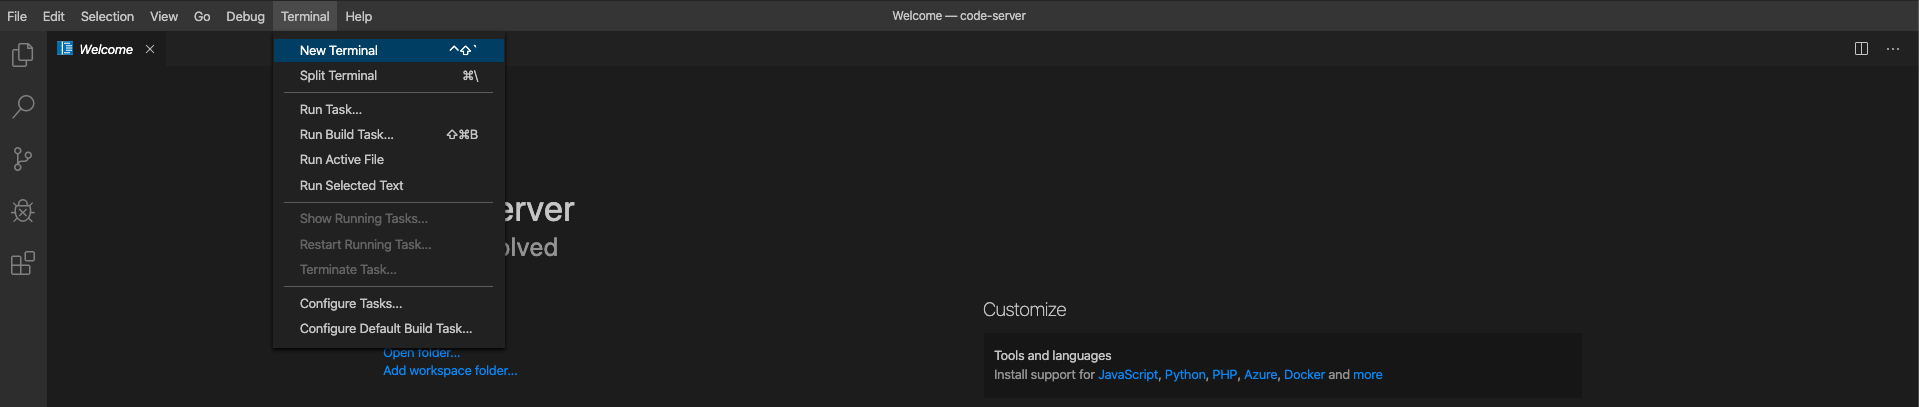 File Edit Selection View Go Debug Terminal Help Welcome — code-server
Welcome
New Terminal ^⇧`
Split Terminal ⌘\
Run Task...
Run Build Task... ⇧⌘B
Run Active File
Run Selected Text
erver
Show Running Tasks...
Restart Running Task...
olved
Terminate Task...
Configure Tasks...
Configure Default Build Task...
Open folder...
Add workspace folder...
Customize
Tools and languages
Install support for JavaScript, Python, PHP, Azure, Docker and more